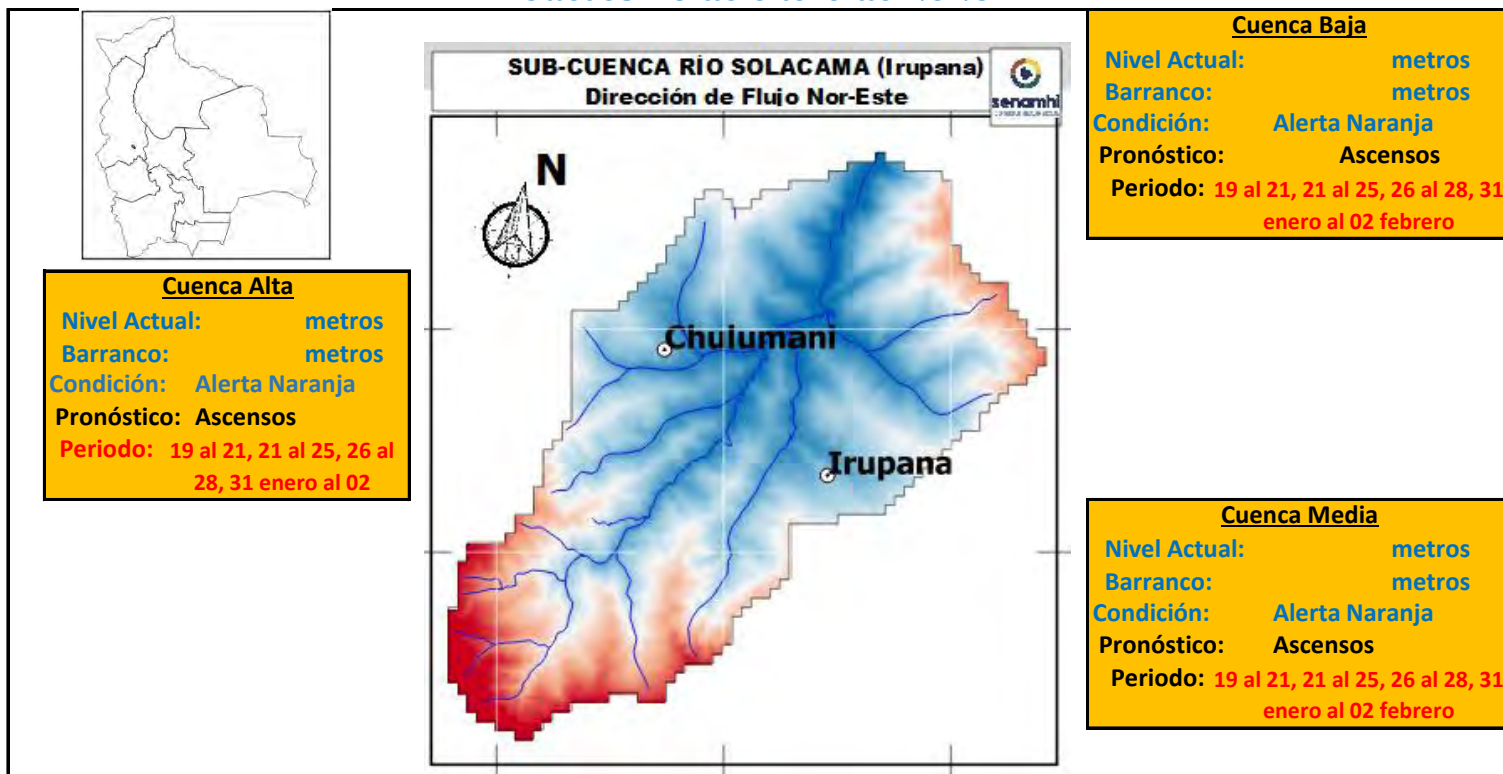 SUB-CUENCA RÍO SOLACAMA (Irupana)
Dirección de Flujo Nor-Este
senamhi
N
Chulumani
Irupana
Cuenca Alta
Nivel Actual: metros
Barranco: metros
Condición: Alerta Naranja
Pronóstico: Ascensos
Periodo: 19 al 21, 21 al 25, 26 al
28, 31 enero al 02
Cuenca Baja
Nivel Actual: metros
Barranco: metros
Condición: Alerta Naranja
Pronóstico: Ascensos
Periodo: 19 al 21, 21 al 25, 26 al 28, 31
enero al 02 febrero
Cuenca Media
Nivel Actual: metros
Barranco: metros
Condición: Alerta Naranja
Pronóstico: Ascensos
Periodo: 19 al 21, 21 al 25, 26 al 28, 31
enero al 02 febrero